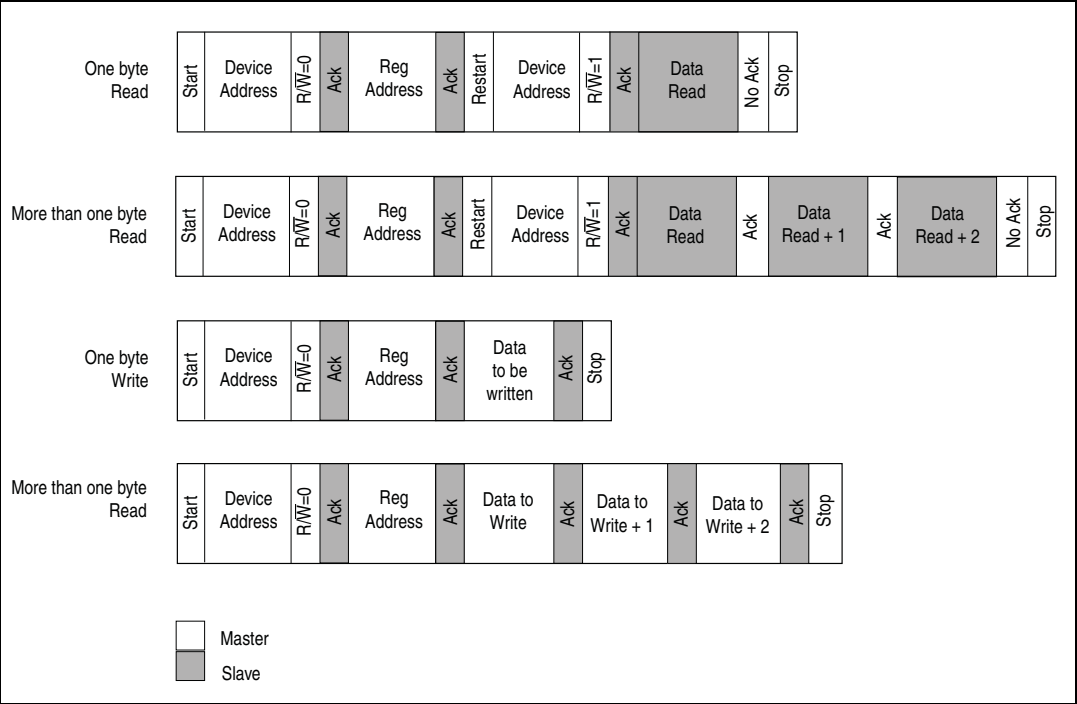 One byte
Read
Start
Device
Address
R/W̅=0
Ack
Reg
Address
Ack
Restart
Device
Address
R/W̅=1
Ack
Data
Read
No Ack
Stop
More than one byte
Read
Start
Device
Address
R/W̅=0
Ack
Reg
Address
Ack
Restart
Device
Address
R/W̅=1
Ack
Data
Read
Ack
Data
Read + 1
Ack
Data
Read + 2
No Ack
Stop
One byte
Write
Start
Device
Address
R/W̅=0
Ack
Reg
Address
Ack
Data
to be
written
Ack
Stop
More than one byte
Read
Start
Device
Address
R/W̅=0
Ack
Reg
Address
Ack
Data to
Write
Ack
Data to
Write + 1
Ack
Data to
Write + 2
Ack
Stop
Master
Slave